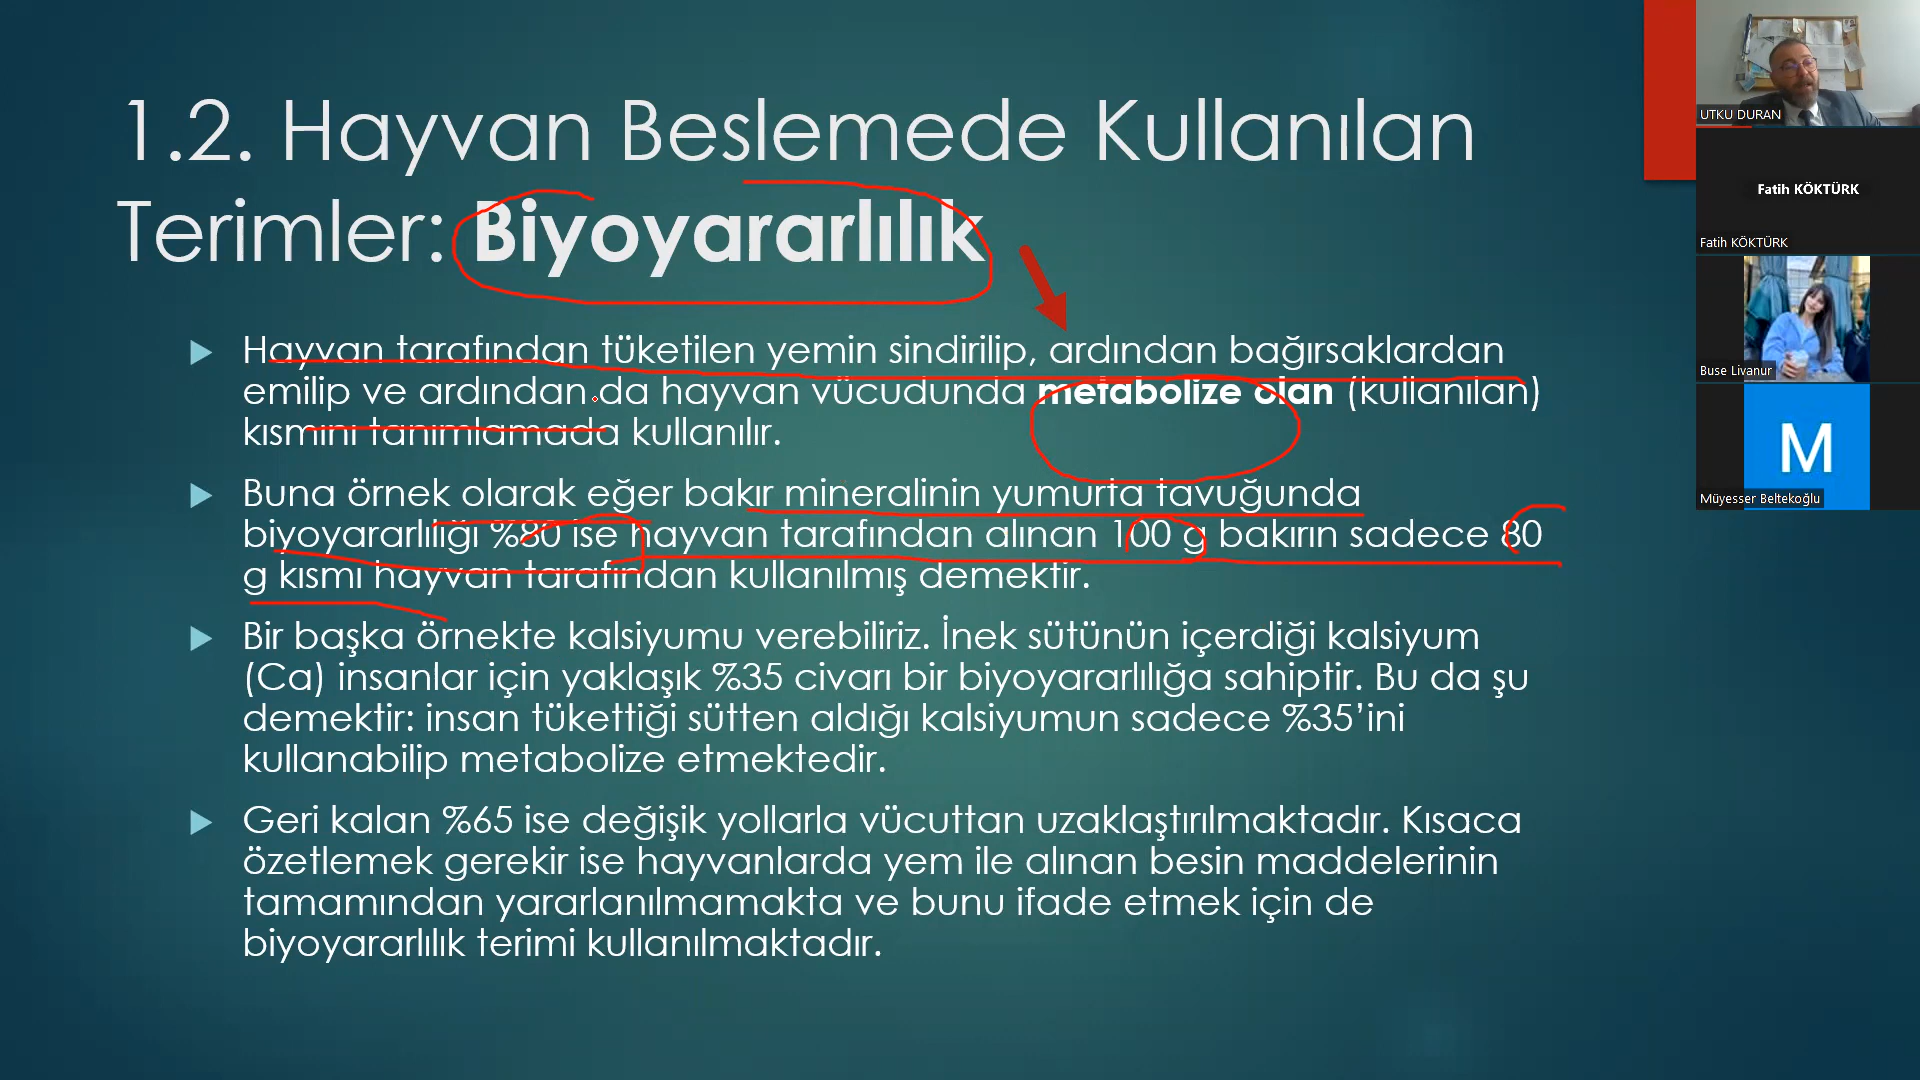 1.2. Hayvan Beslemede Kullanılan
Terimler: Biyoyararlılık
Hayvan tarafından tüketilen yemin sindirilip, ardından bağırsaklardan
emilip ve ardından da hayvan vücudunda metabolize olan (kullanılan)
kısmını tanımlamada kullanılır.
Buna örnek olarak eğer bakır mineralinin yumurta tavuğunda
biyoyararlılığı %80 ise hayvan tarafından alınan 100 g bakırın sadece 80
g kısmı hayvan tarafından kullanılmış demektir.
Bir başka örnekte kalsiyumu verebiliriz. İnek sütünün içerdiği kalsiyum
(Ca) insanlar için yaklaşık %35 civarı bir biyoyararlılığa sahiptir. Bu da şu
demektir: insan tükettiği sütten aldığı kalsiyumun sadece %35’ini
kullanabilip metabolize etmektedir.
Geri kalan %65 ise değişik yollarla vücuttan uzaklaştırılmaktadır. Kısaca
özetlemek gerekir ise hayvanlarda yem ile alınan besin maddelerinin
tamamından yararlanılmamakta ve bunu ifade etmek için de
biyoyararlılık terimi kullanılmaktadır.
UTKU DURAN
Fatih KÖKTÜRK
Fatih KÖKTÜRK
Buse Livanur
M
Müyesser Beltekoğlu